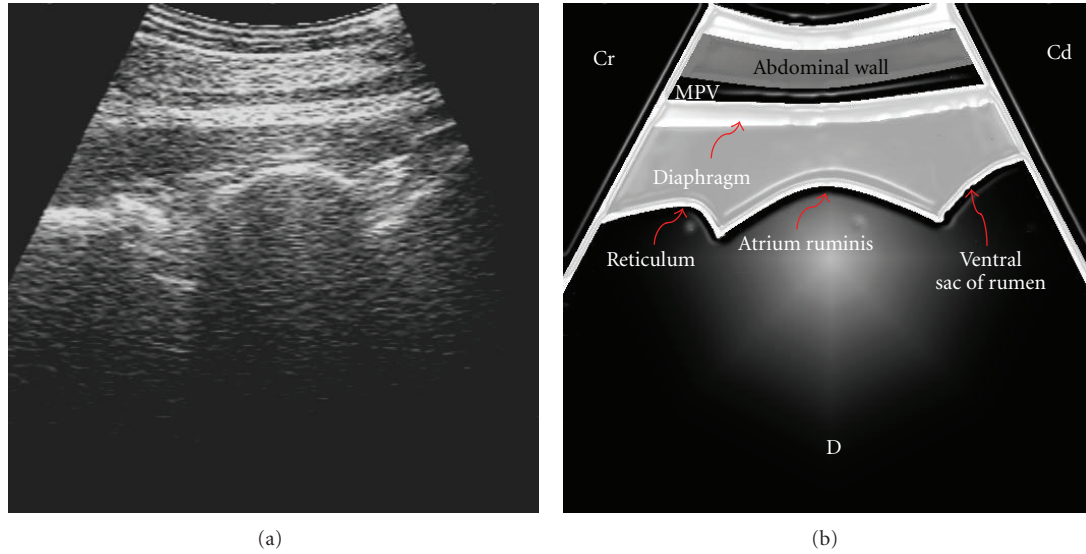 Cr
Cd
Abdominal wall
MPV
Diaphragm
Reticulum
Atrium ruminis
Ventral
sac of rumen
D
(a)
(b)